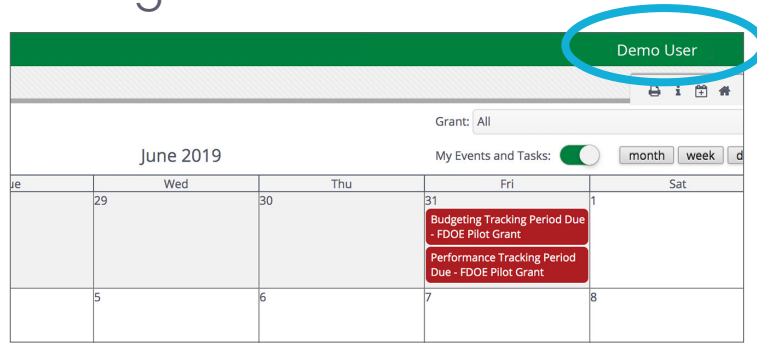 Demo User
Grant: All
June 2019
My Events and Tasks:
month week d
ue Wed Thu Fri Sat
29 30 31 1
Budgeting Tracking Period Due
- FDOE Pilot Grant
Performance Tracking Period
Due - FDOE Pilot Grant
5 6 7 8